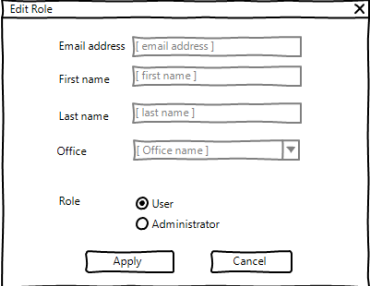 Edit Role
Email address [ email address ]
First name [ first name ]
Last name [ last name ]
Office [ Office name ]
Role User
Administrator
Apply Cancel